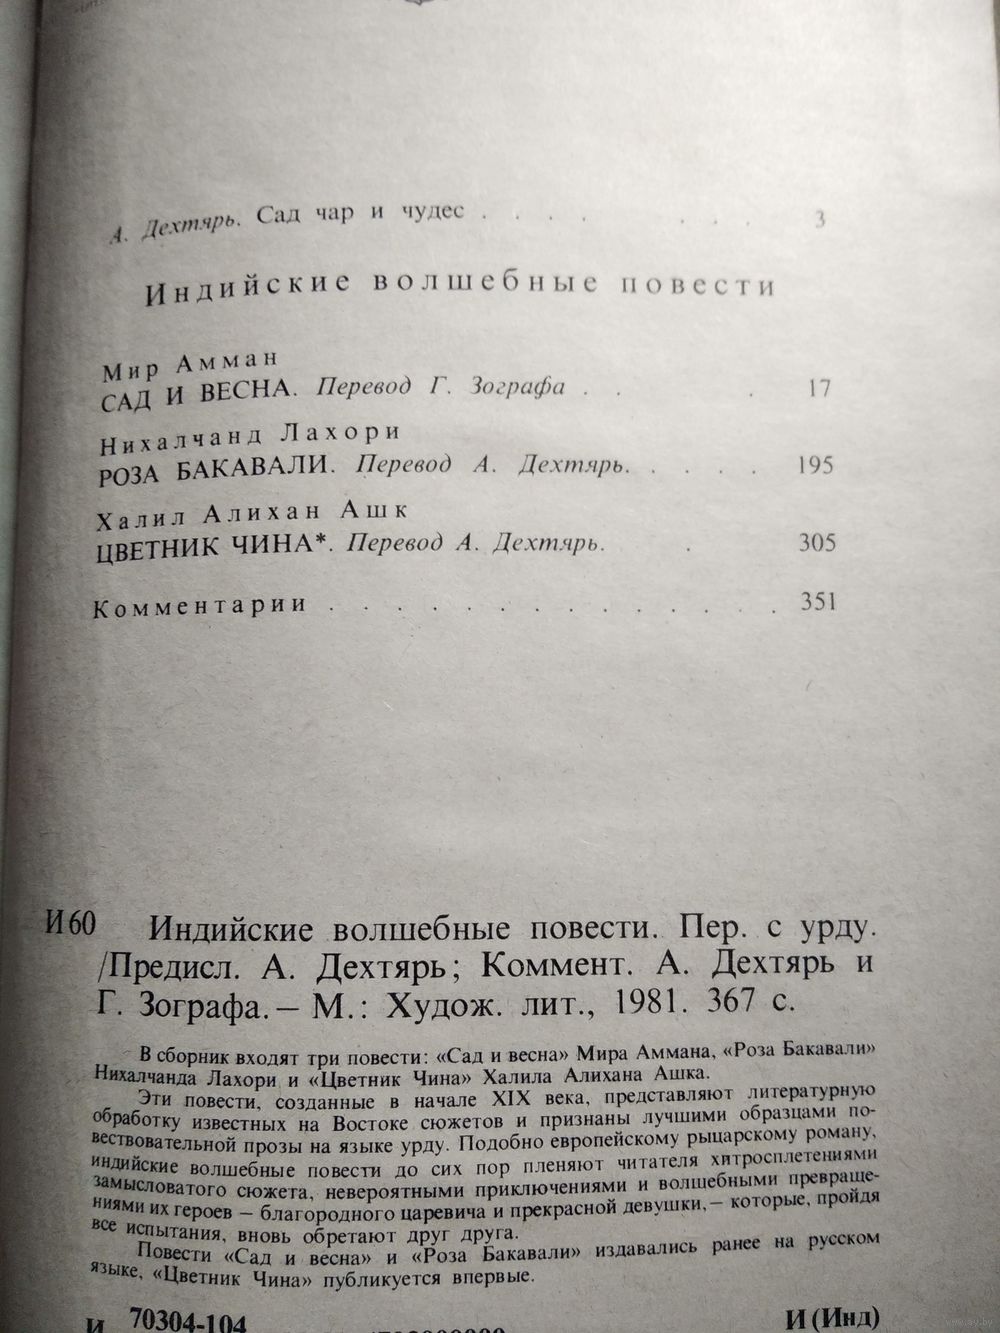 А. Дехтярь. Сад чар и чудес . . . . . . . 3
Индийские волшебные повести
Мир Амман
САД И ВЕСНА. Перевод Г. Зографа . . . 17
Нихалчанд Лахори
РОЗА БАКАВАЛИ. Перевод А. Дехтярь. . . . . 195
Халил Алихан Ашк
ЦВЕТНИК ЧИНА*. Перевод А. Дехтярь. . 305
Комментарии . . . . . . . . . . . . . . 351
И60 Индийские волшебные повести. Пер. с урду.
/Предисл. А. Дехтярь; Коммент. А. Дехтярь и
Г. Зографа.– М.: Худож. лит., 1981. 367 с.
В сборник входят три повести: «Сад и весна» Мира Аммана, «Роза Бакавали»
Нихалчанда Лахори и «Цветник Чина» Халила Алихана Ашка.
Эти повести, созданные в начале XIX века, представляют литературную
обработку известных на Востоке сюжетов и признаны лучшими образцами по-
вествовательной прозы на языке урду. Подобно европейскому рыцарскому роману,
индийские волшебные повести до сих пор пленяют читателя хитросплетениями
замысловатого сюжета, невероятными приключениями и волшебными превраще-
ниями их героев – благородного царевича и прекрасной девушки,– которые, пройдя
все испытания, вновь обретают друг друга.
Повести «Сад и весна» и «Роза Бакавали» издавались ранее на русском
языке, «Цветник Чина» публикуется впервые.
И 70304-104 И (Инд)